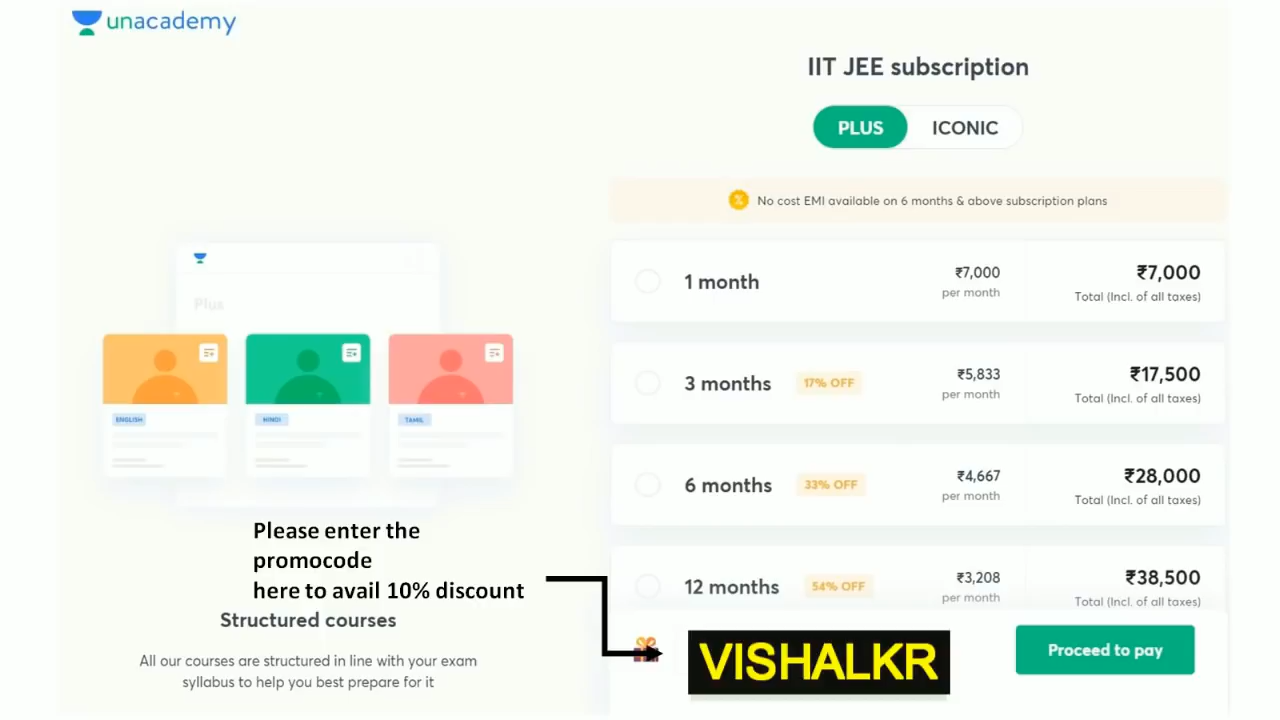 unacademy
IIT JEE subscription
PLUS
ICONIC
No cost EMI available on 6 months & above subscription plans
1 month
₹7,000
per month
₹7,000
Total (Incl. of all taxes)
3 months
17% OFF
₹5,833
per month
₹17,500
Total (Incl. of all taxes)
6 months
33% OFF
₹4,667
per month
₹28,000
Total (Incl. of all taxes)
12 months
54% OFF
₹3,208
per month
₹38,500
Total (Incl. of all taxes)
Plus
ENGLISH
HINDI
TAMIL
Please enter the
promocode
here to avail 10% discount
Structured courses
All our courses are structured in line with your exam
syllabus to help you best prepare for it
VISHALKR
Proceed to pay